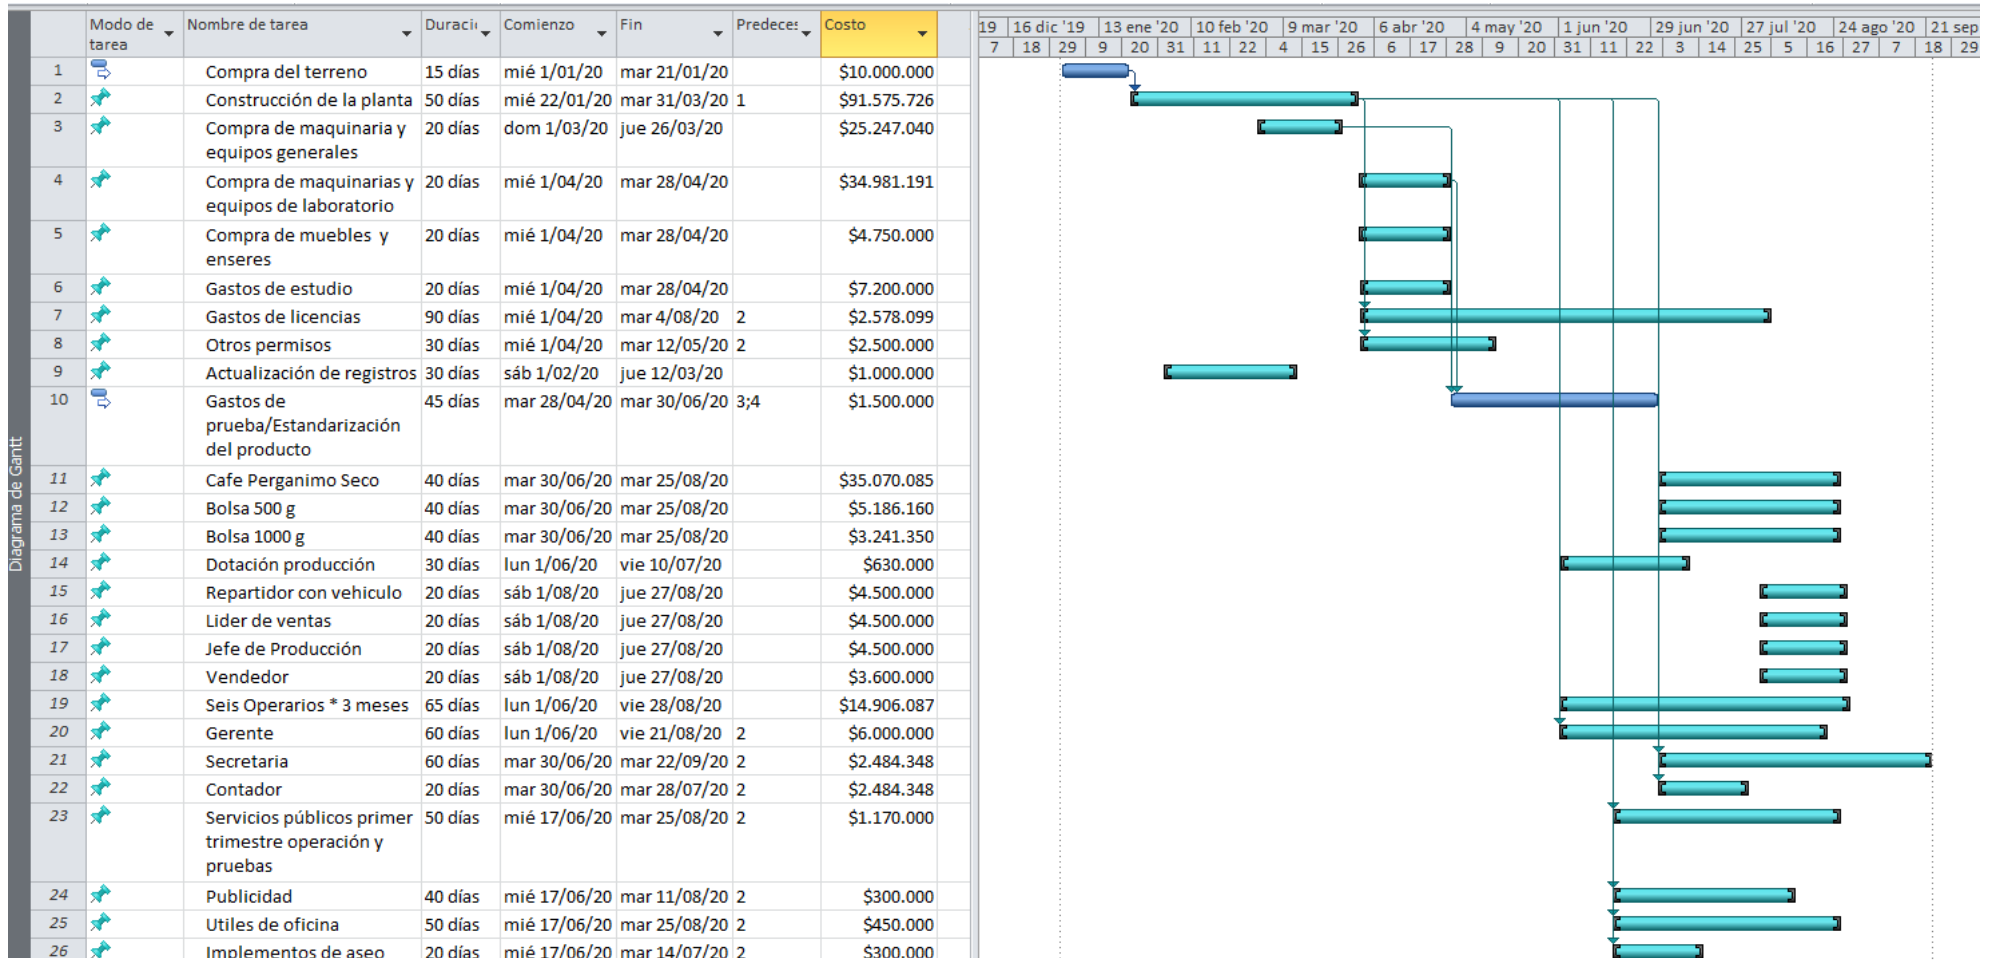 Modo de tarea Nombre de tarea Duració Comienzo Fin Predeces Costo
19 16 dic '19 13 ene '20 10 feb '20 9 mar '20 6 abr '20 4 may '20 1 jun '20 29 jun '20 27 jul '20 24 ago '20 21 sep
7 18 29 9 20 31 11 22 4 15 26 6 17 28 9 20 31 11 22 3 14 25 5 16 27 7 18 29
1 Compra del terreno 15 días mié 1/01/20 mar 21/01/20 $10.000.000
2 Construcción de la planta 50 días mié 22/01/20 mar 31/03/20 1 $91.575.726
3 Compra de maquinaria y 20 días dom 1/03/20 jue 26/03/20 $25.247.040
equipos generales
4 Compra de maquinarias y 20 días mié 1/04/20 mar 28/04/20 $34.981.191
equipos de laboratorio
5 Compra de muebles y 20 días mié 1/04/20 mar 28/04/20 $4.750.000
enseres
6 Gastos de estudio 20 días mié 1/04/20 mar 28/04/20 $7.200.000
7 Gastos de licencias 90 días mié 1/04/20 mar 4/08/20 2 $2.578.099
8 Otros permisos 30 días mié 1/04/20 mar 12/05/20 2 $2.500.000
9 Actualización de registros 30 días sáb 1/02/20 jue 12/03/20 $1.000.000
10 Gastos de 45 días mar 28/04/20 mar 30/06/20 3;4 $1.500.000
prueba/Estandarización
del producto
11 Cafe Perganimo Seco 40 días mar 30/06/20 mar 25/08/20 $35.070.085
12 Bolsa 500 g 40 días mar 30/06/20 mar 25/08/20 $5.186.160
13 Bolsa 1000 g 40 días mar 30/06/20 mar 25/08/20 $3.241.350
14 Dotación producción 30 días lun 1/06/20 vie 10/07/20 $630.000
15 Repartidor con vehiculo 20 días sáb 1/08/20 jue 27/08/20 $4.500.000
16 Lider de ventas 20 días sáb 1/08/20 jue 27/08/20 $4.500.000
17 Jefe de Producción 20 días sáb 1/08/20 jue 27/08/20 $4.500.000
18 Vendedor 20 días sáb 1/08/20 jue 27/08/20 $3.600.000
19 Seis Operarios * 3 meses 65 días lun 1/06/20 vie 28/08/20 $14.906.087
20 Gerente 60 días lun 1/06/20 vie 21/08/20 2 $6.000.000
21 Secretaria 60 días mar 30/06/20 mar 22/09/20 2 $2.484.348
22 Contador 20 días mar 30/06/20 mar 28/07/20 2 $2.484.348
23 Servicios públicos primer 50 días mié 17/06/20 mar 25/08/20 2 $1.170.000
trimestre operación y
pruebas
24 Publicidad 40 días mié 17/06/20 mar 11/08/20 2 $300.000
25 Utiles de oficina 50 días mié 17/06/20 mar 25/08/20 2 $450.000
26 Implementos de aseo 20 días mié 17/06/20 mar 14/07/20 2 $300.000
Diagrama de Gantt